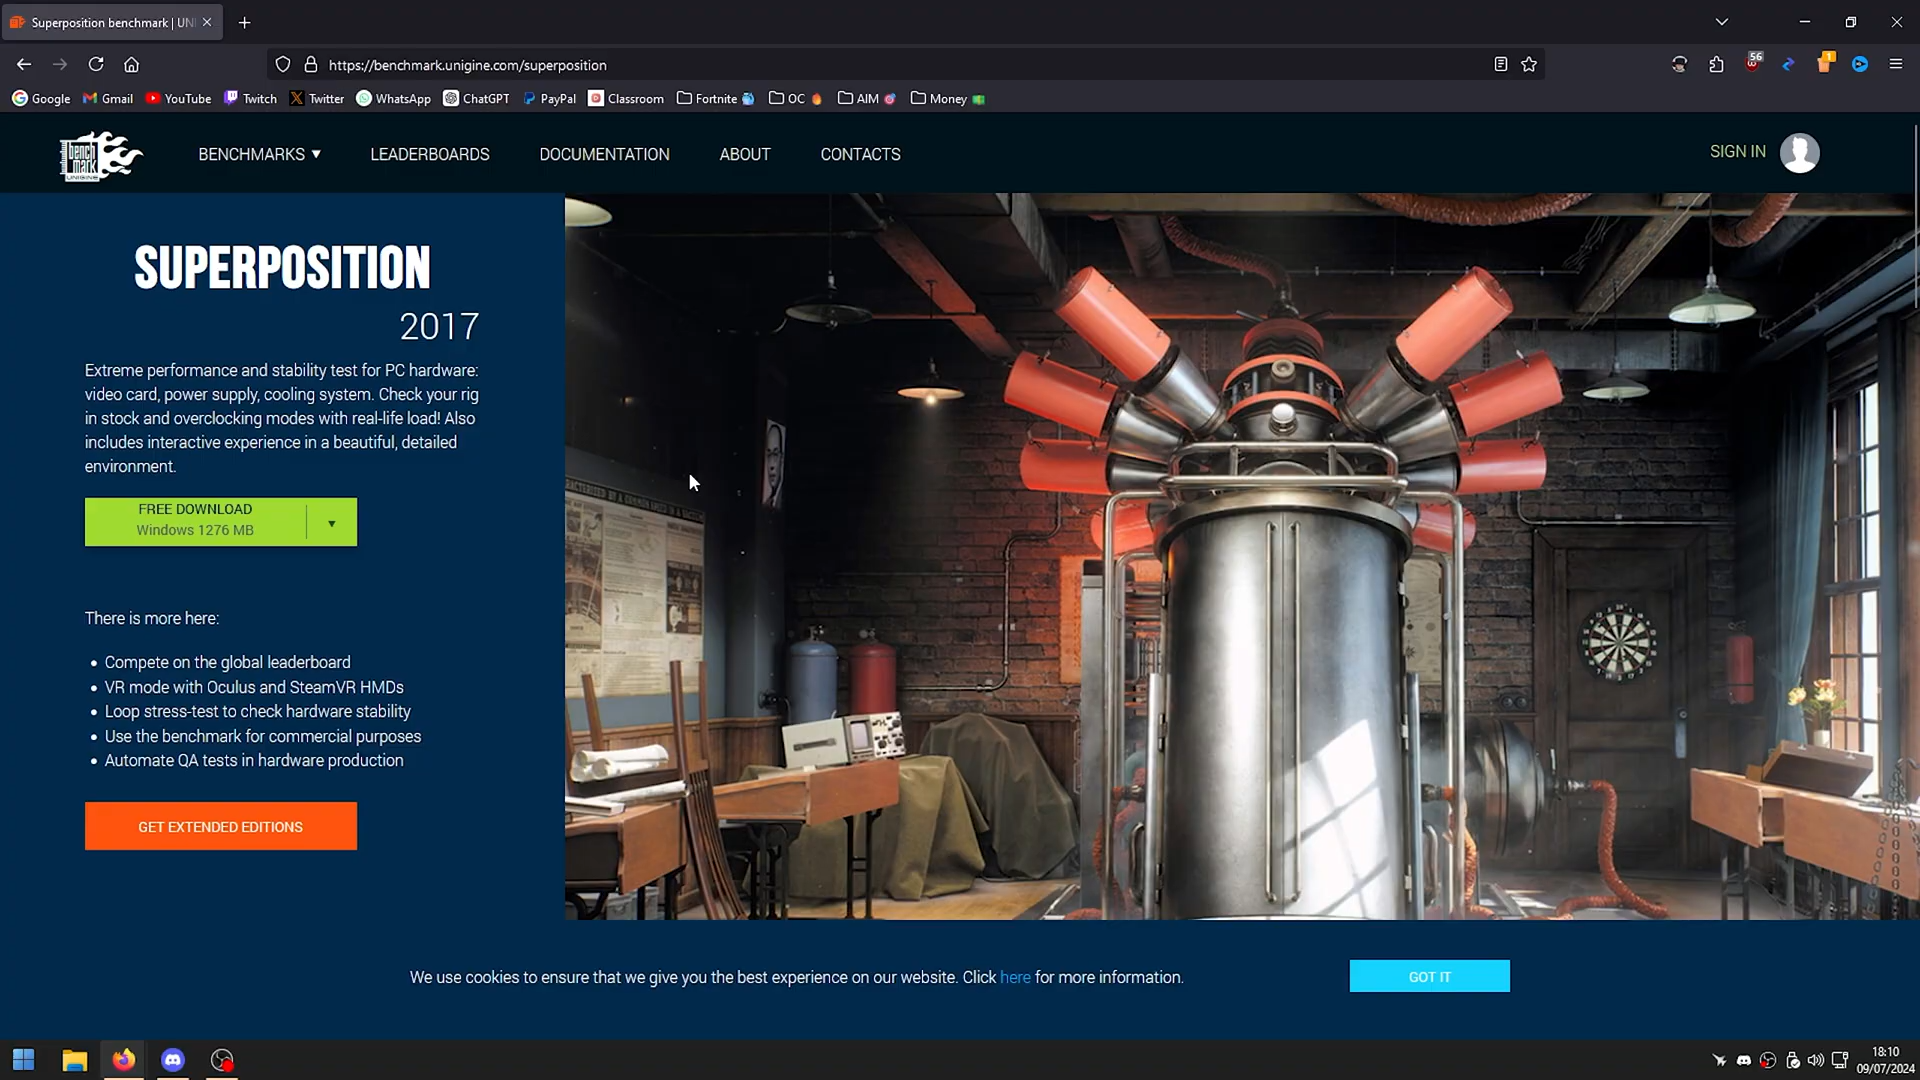 Superposition benchmark | UNI
https://benchmark.unigine.com/superposition
56
1
Google
Gmail
YouTube
Twitch
Twitter
WhatsApp
ChatGPT
PayPal
Classroom
Fortnite
OC
AIM
Money
bench
mark
UNIGINE
BENCHMARKS ▼
LEADERBOARDS
DOCUMENTATION
ABOUT
CONTACTS
SIGN IN
SUPERPOSITION
2017
Extreme performance and stability test for PC hardware:
video card, power supply, cooling system. Check your rig
in stock and overclocking modes with real-life load! Also
includes interactive experience in a beautiful, detailed
environment.
FREE DOWNLOAD
Windows 1276 MB
There is more here:
• Compete on the global leaderboard
• VR mode with Oculus and SteamVR HMDs
• Loop stress-test to check hardware stability
• Use the benchmark for commercial purposes
• Automate QA tests in hardware production
GET EXTENDED EDITIONS
We use cookies to ensure that we give you the best experience on our website. Click here for more information.
GOT IT
18:10
09/07/2024